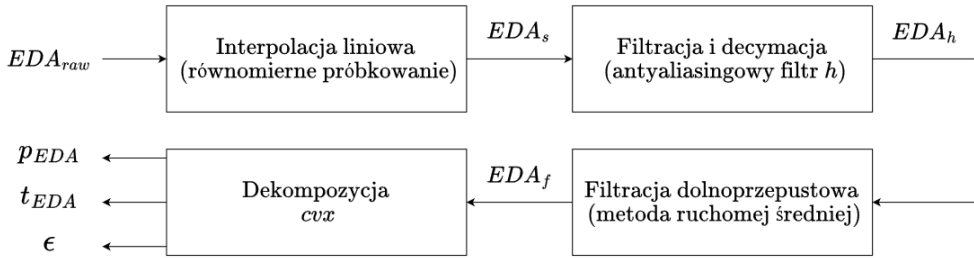 EDA_raw
Interpolacja liniowa
(równomierne próbkowanie)
EDA_s
Filtracja i decymacja
(antyaliasingowy filtr h)
EDA_h
Filtracja dolnoprzepustowa
(metoda ruchomej średniej)
EDA_f
Dekompozycja
cvx
p_EDA
t_EDA
ϵ